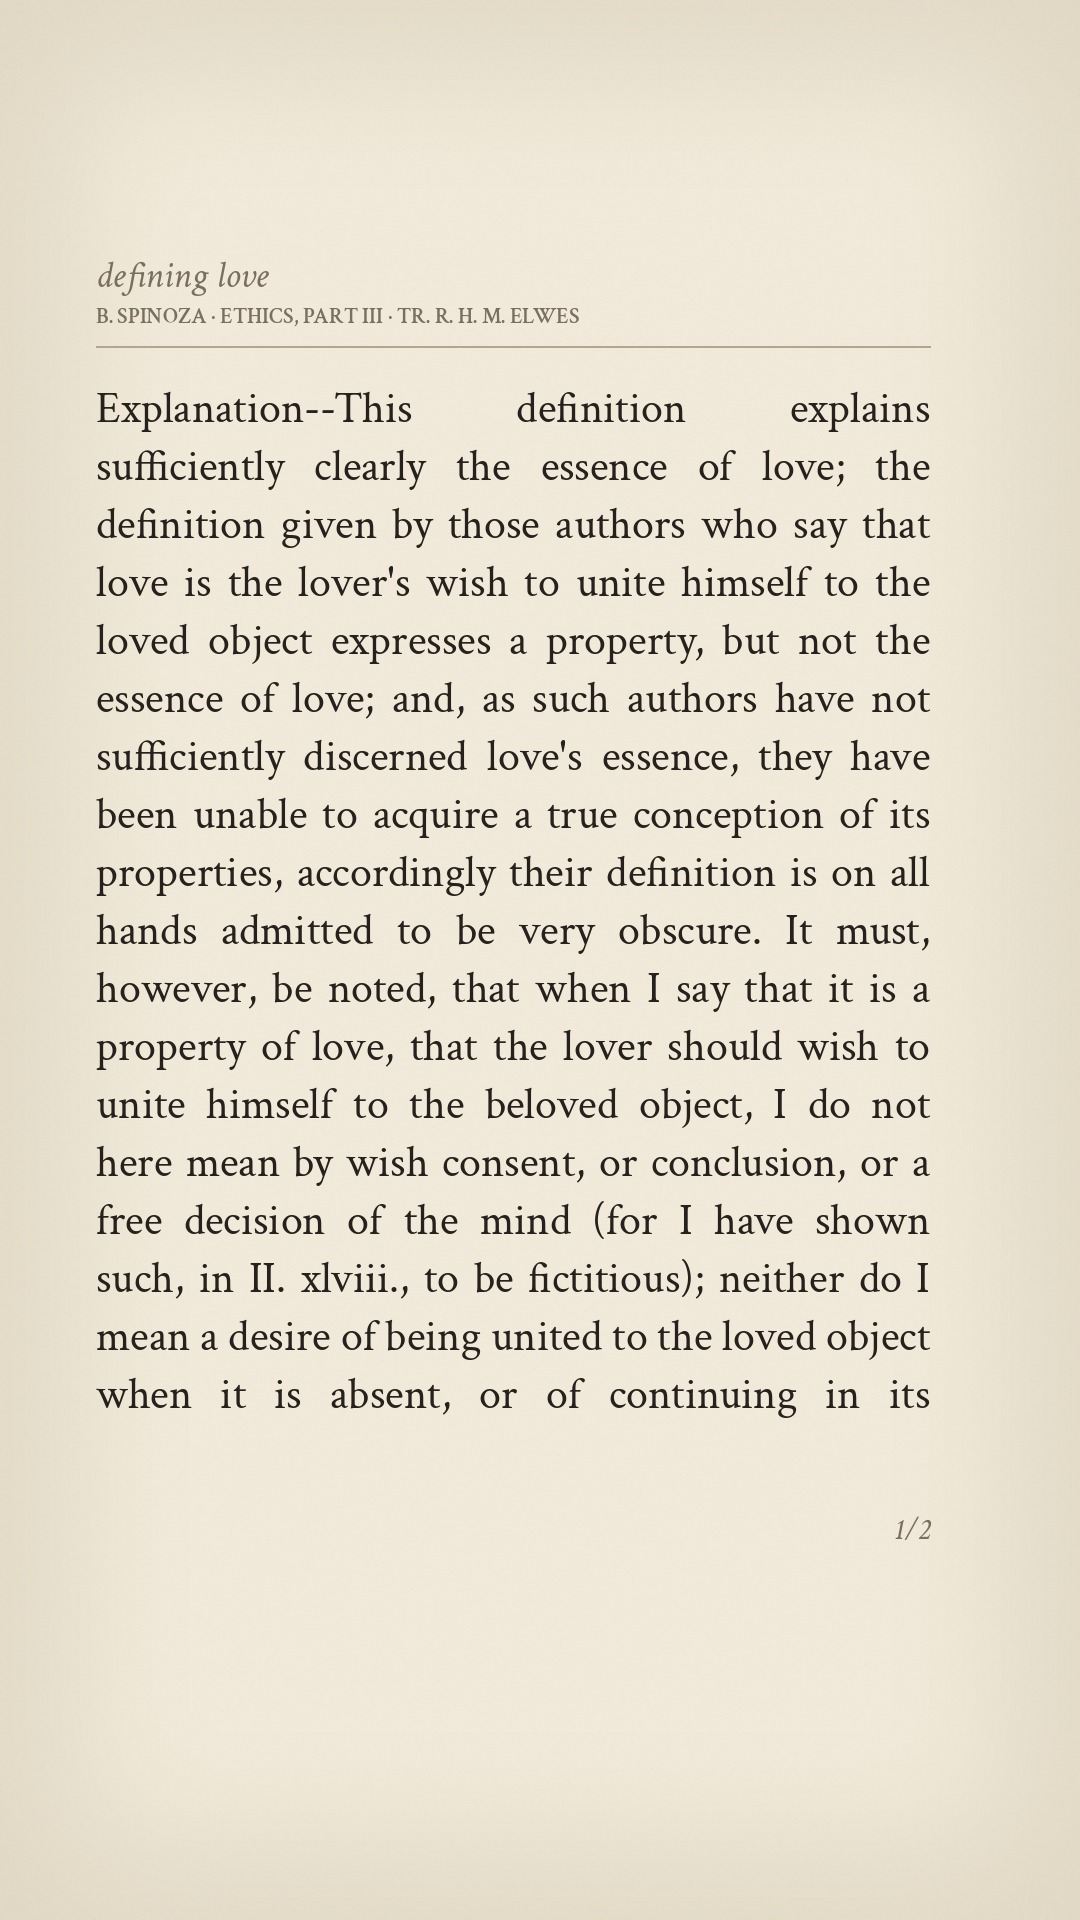 defining love
B. SPINOZA · ETHICS, PART III · TR. R. H. M. ELWES
Explanation--This definition explains
sufficiently clearly the essence of love; the
definition given by those authors who say that
love is the lover's wish to unite himself to the
loved object expresses a property, but not the
essence of love; and, as such authors have not
sufficiently discerned love's essence, they have
been unable to acquire a true conception of its
properties, accordingly their definition is on all
hands admitted to be very obscure. It must,
however, be noted, that when I say that it is a
property of love, that the lover should wish to
unite himself to the beloved object, I do not
here mean by wish consent, or conclusion, or a
free decision of the mind (for I have shown
such, in II. xlviii., to be fictitious); neither do I
mean a desire of being united to the loved object
when it is absent, or of continuing in its
1/2